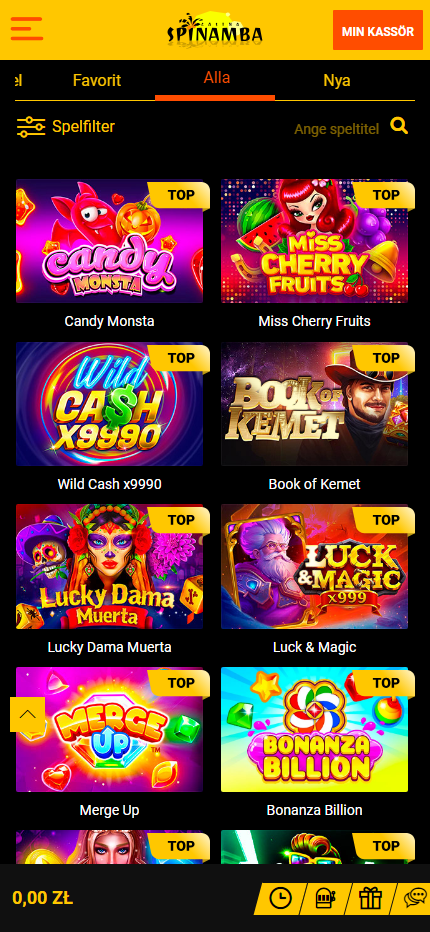 CASINO
SPINAMBA
MIN KASSÖR
el
Favorit
Alla
Nya
Spelfilter
Ange speltitel
TOP
candy
MONSTA
TOP
MISS
CHERRY
FRUITS
Candy Monsta
Miss Cherry Fruits
TOP
Wild
CA$H
X9990
TOP
BOOK OF
KEMET
Wild Cash x9990
Book of Kemet
TOP
Lucky Dama
Muerta
TOP
LUCK
& MAGIC
x999
Lucky Dama Muerta
Luck & Magic
TOP
MERGE
UP™
TOP
BONANZA
BILLION
Merge Up
Bonanza Billion
TOP
TOP
0,00 ZŁ